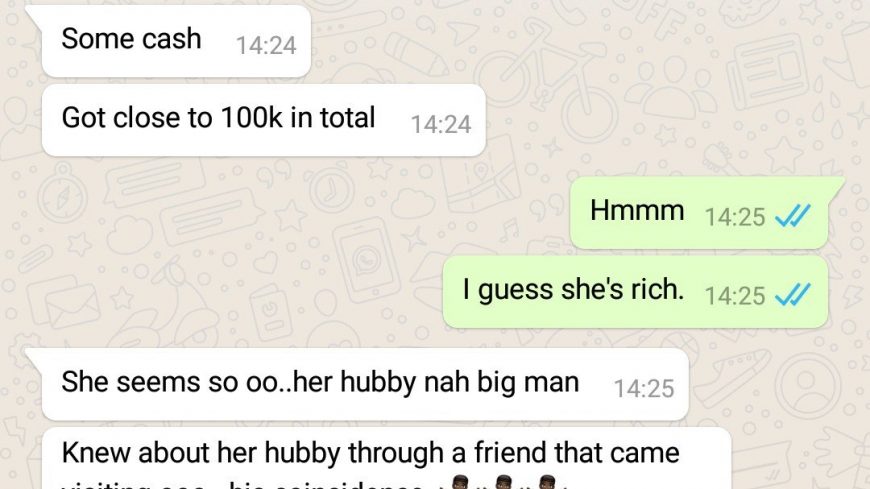 Some cash 14:24
Got close to 100k in total 14:24
Hmmm 14:25
I guess she's rich. 14:25
She seems so oo..her hubby nah big man 14:25
Knew about her hubby through a friend that came